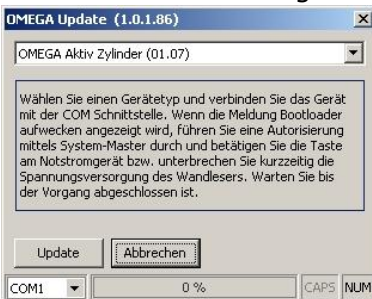 OMEGA Update (1.0.1.86)
OMEGA Aktiv Zylinder (01.07)
Wählen Sie einen Gerätetyp und verbinden Sie das Gerät
mit der COM Schnittstelle. Wenn die Meldung Bootloader
aufwecken angezeigt wird, führen Sie eine Autorisierung
mittels System-Master durch und betätigen Sie die Taste
am Notstromgerät bzw. unterbrechen Sie kurzzeitig die
Spannungsversorgung des Wandlesers. Warten Sie bis
der Vorgang abgeschlossen ist.
Update Abbrechen
COM1 0 % CAPS NUM